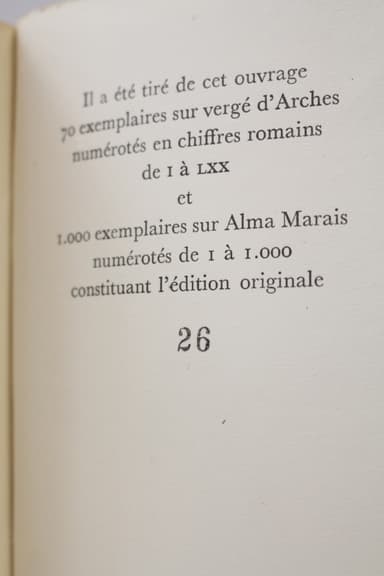 Il a été tiré de cet ouvrage
70 exemplaires sur vergé d'Arches
numérotés en chiffres romains
de I à LXX
et
1.000 exemplaires sur Alma Marais
numérotés de 1 à 1.000
constituant l'édition originale
26